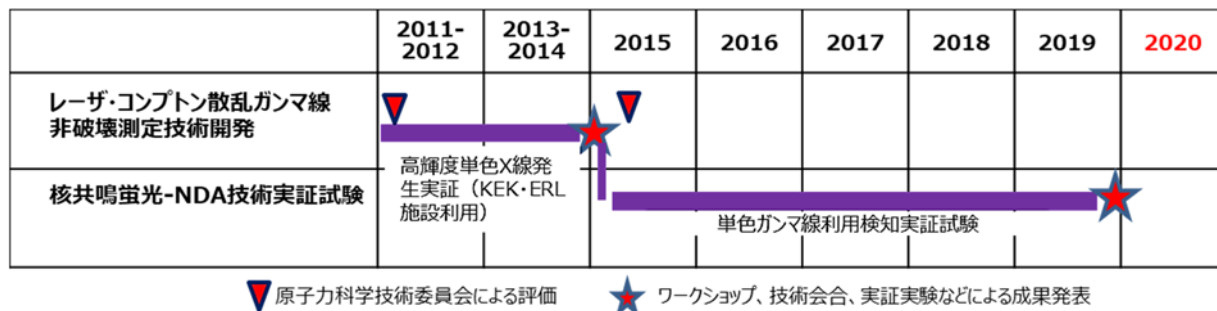 2011-
2012
2013-
2014
2015
2016
2017
2018
2019
2020
レーザ・コンプトン散乱ガンマ線
非破壊測定技術開発
高輝度単色X線発
生実証（KEK・ERL
施設利用）
核共鳴蛍光-NDA技術実証試験
単色ガンマ線利用検知実証試験
原子力科学技術委員会による評価
ワークショップ、技術会合、実証実験などによる成果発表